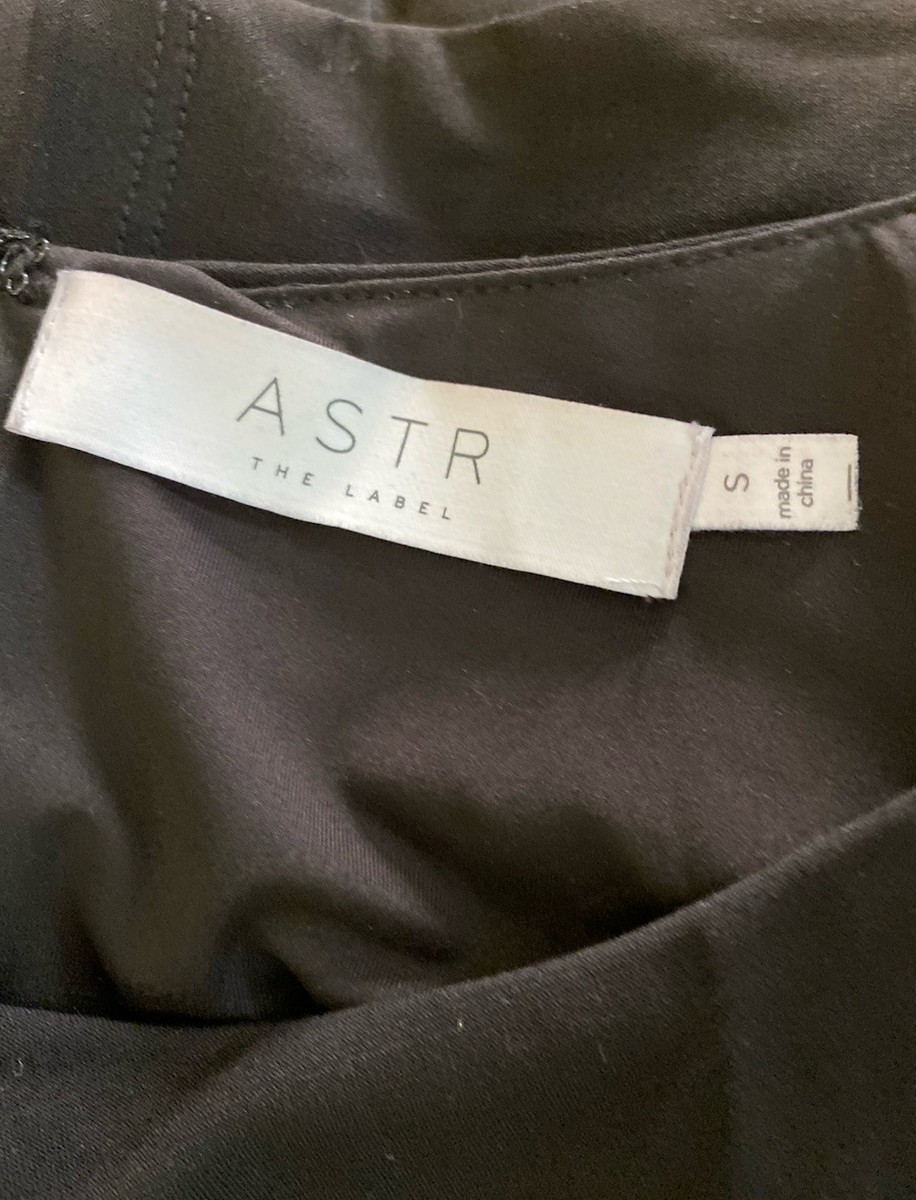 ASTR
THE LABEL
S
made in
china